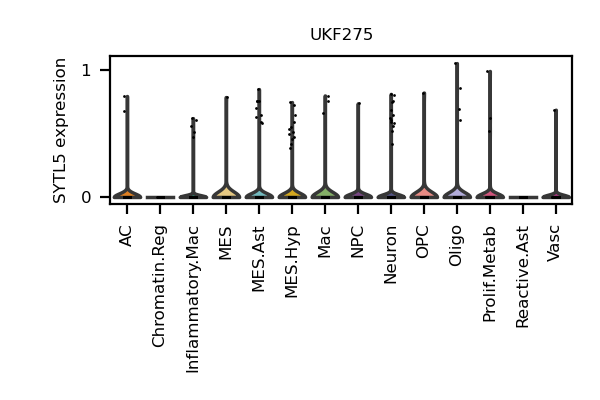 UKF275
SYTL5 expression
1
0
AC
Chromatin.Reg
Inflammatory.Mac
MES
MES.Ast
MES.Hyp
Mac
NPC
Neuron
OPC
Oligo
Prolif.Metab
Reactive.Ast
Vasc